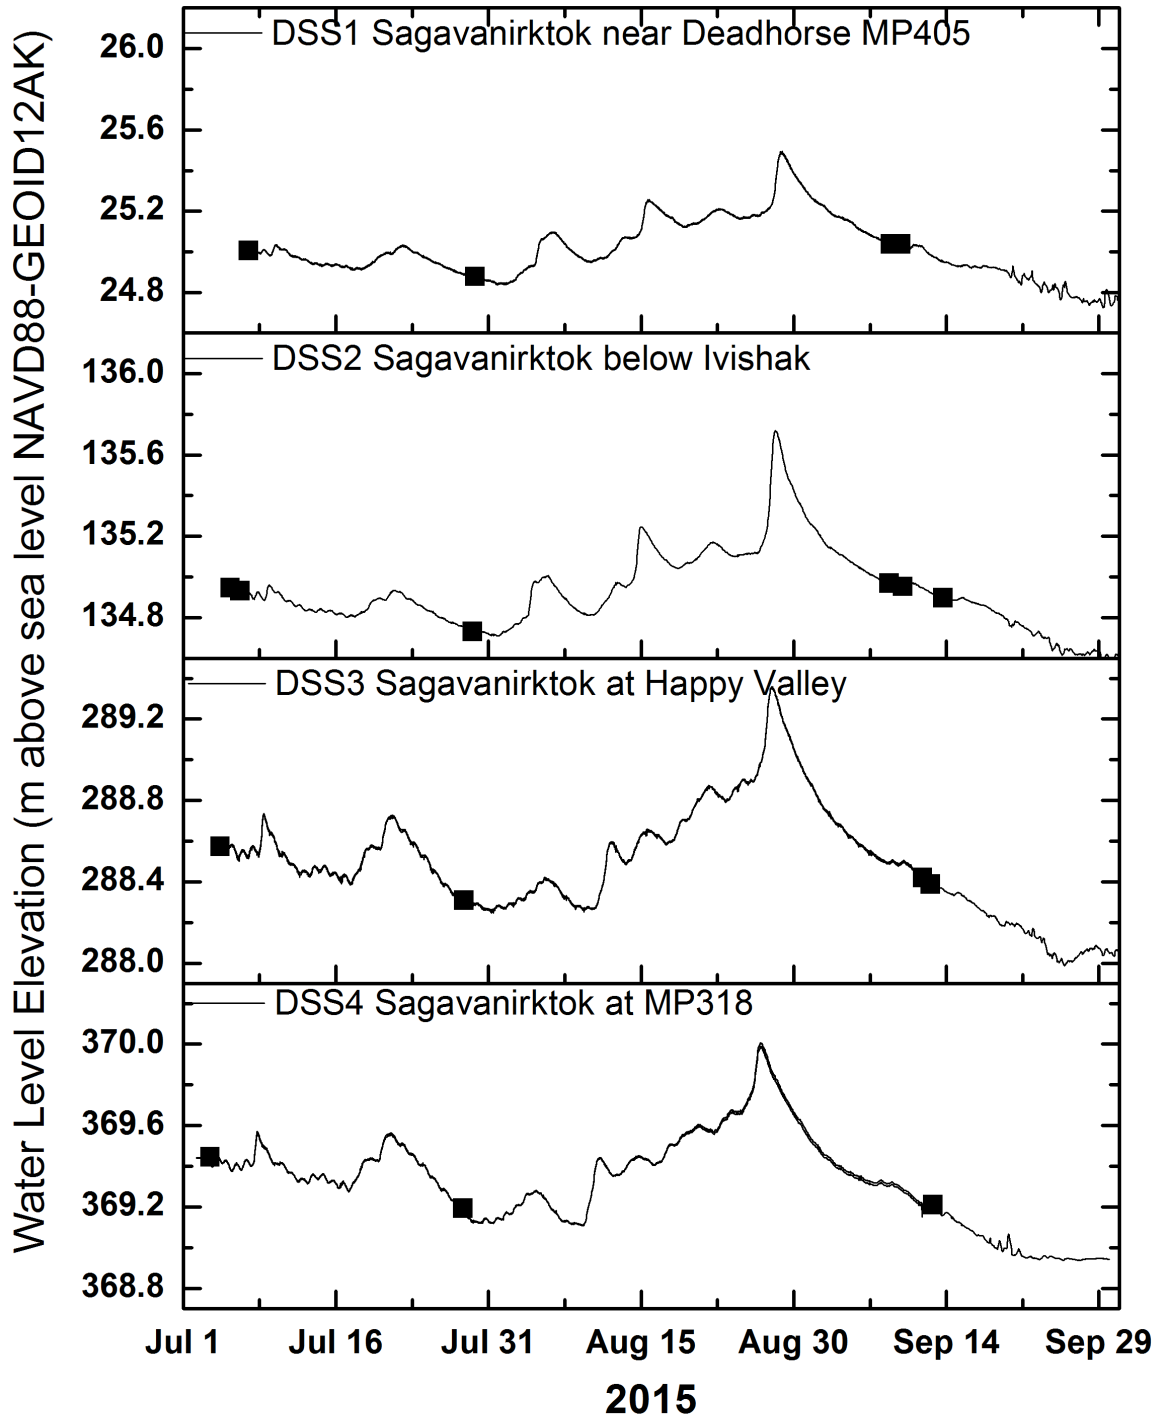 Water Level Elevation (m above sea level NAVD88-GEOID12AK)
DSS1 Sagavanirktok near Deadhorse MP405
26.0
25.6
25.2
24.8
DSS2 Sagavanirktok below Ivishak
136.0
135.6
135.2
134.8
DSS3 Sagavanirktok at Happy Valley
289.2
288.8
288.4
288.0
DSS4 Sagavanirktok at MP318
370.0
369.6
369.2
368.8
Jul 1 Jul 16 Jul 31 Aug 15 Aug 30 Sep 14 Sep 29
2015